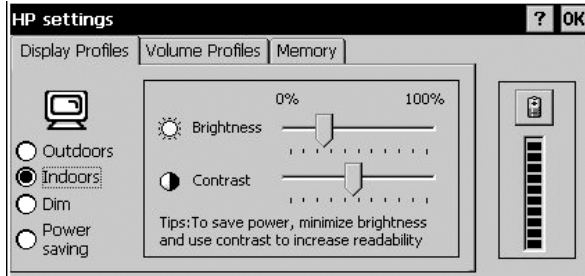 HP settings ? OK
Display Profiles Volume Profiles Memory
0% 100%
Brightness
Outdoors
Indoors
Contrast
Dim
Power
saving
Tips:To save power, minimize brightness
and use contrast to increase readability